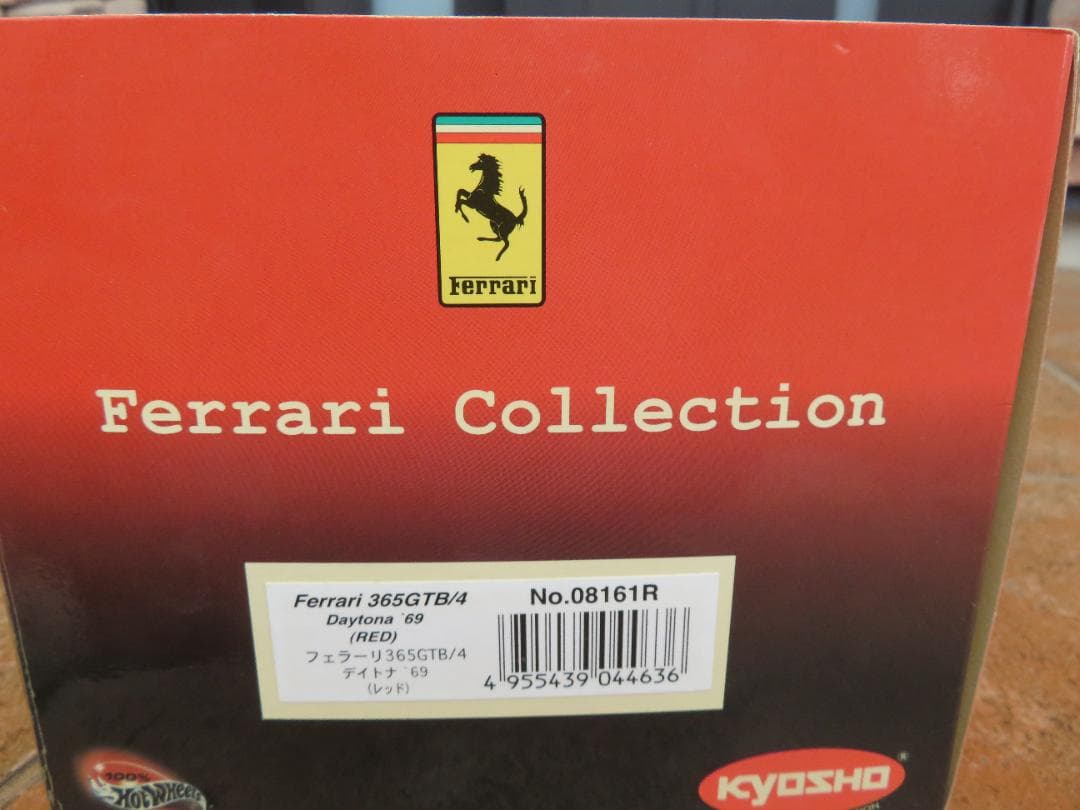 Ferrari
Ferrari Collection
Ferrari 365GTB/4
Daytona `69
(RED)
フェラーリ365GTB/4
デイトナ `69
(レッド)
No.08161R
4 955439 044636
100%
Hot Wheels
KYOSHO
®